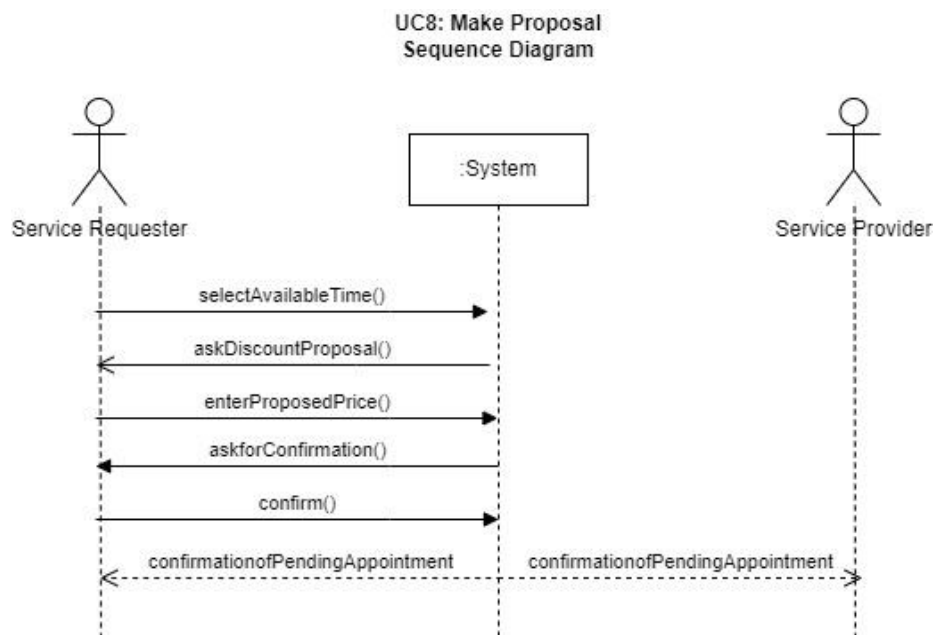 UC8: Make Proposal
Sequence Diagram
:System
Service Requester
Service Provider
selectAvailableTime()
askDiscountProposal()
enterProposedPrice()
askforConfirmation()
confirm()
confirmationofPendingAppointment
confirmationofPendingAppointment